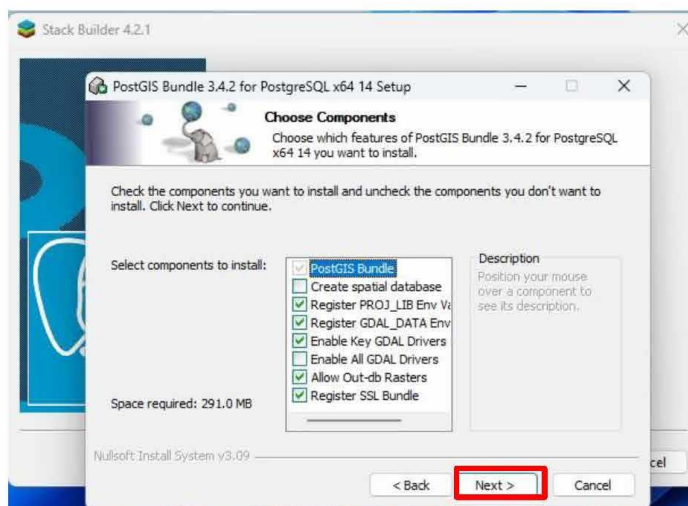 Stack Builder 4.2.1
PostGIS Bundle 3.4.2 for PostgreSQL x64 14 Setup
Choose Components
Choose which features of PostGIS Bundle 3.4.2 for PostgreSQL
x64 14 you want to install.
Check the components you want to install and uncheck the components you don't want to
install. Click Next to continue.
Select components to install:
PostGIS Bundle
Create spatial database
Register PROJ_LIB Env Va
Register GDAL_DATA Env
Enable Key GDAL Drivers
Enable All GDAL Drivers
Allow Out-db Rasters
Register SSL Bundle
Description
Position your mouse
over a component to
see its description.
Space required: 291.0 MB
Nullsoft Install System v3.09
< Back
Next >
Cancel
cel